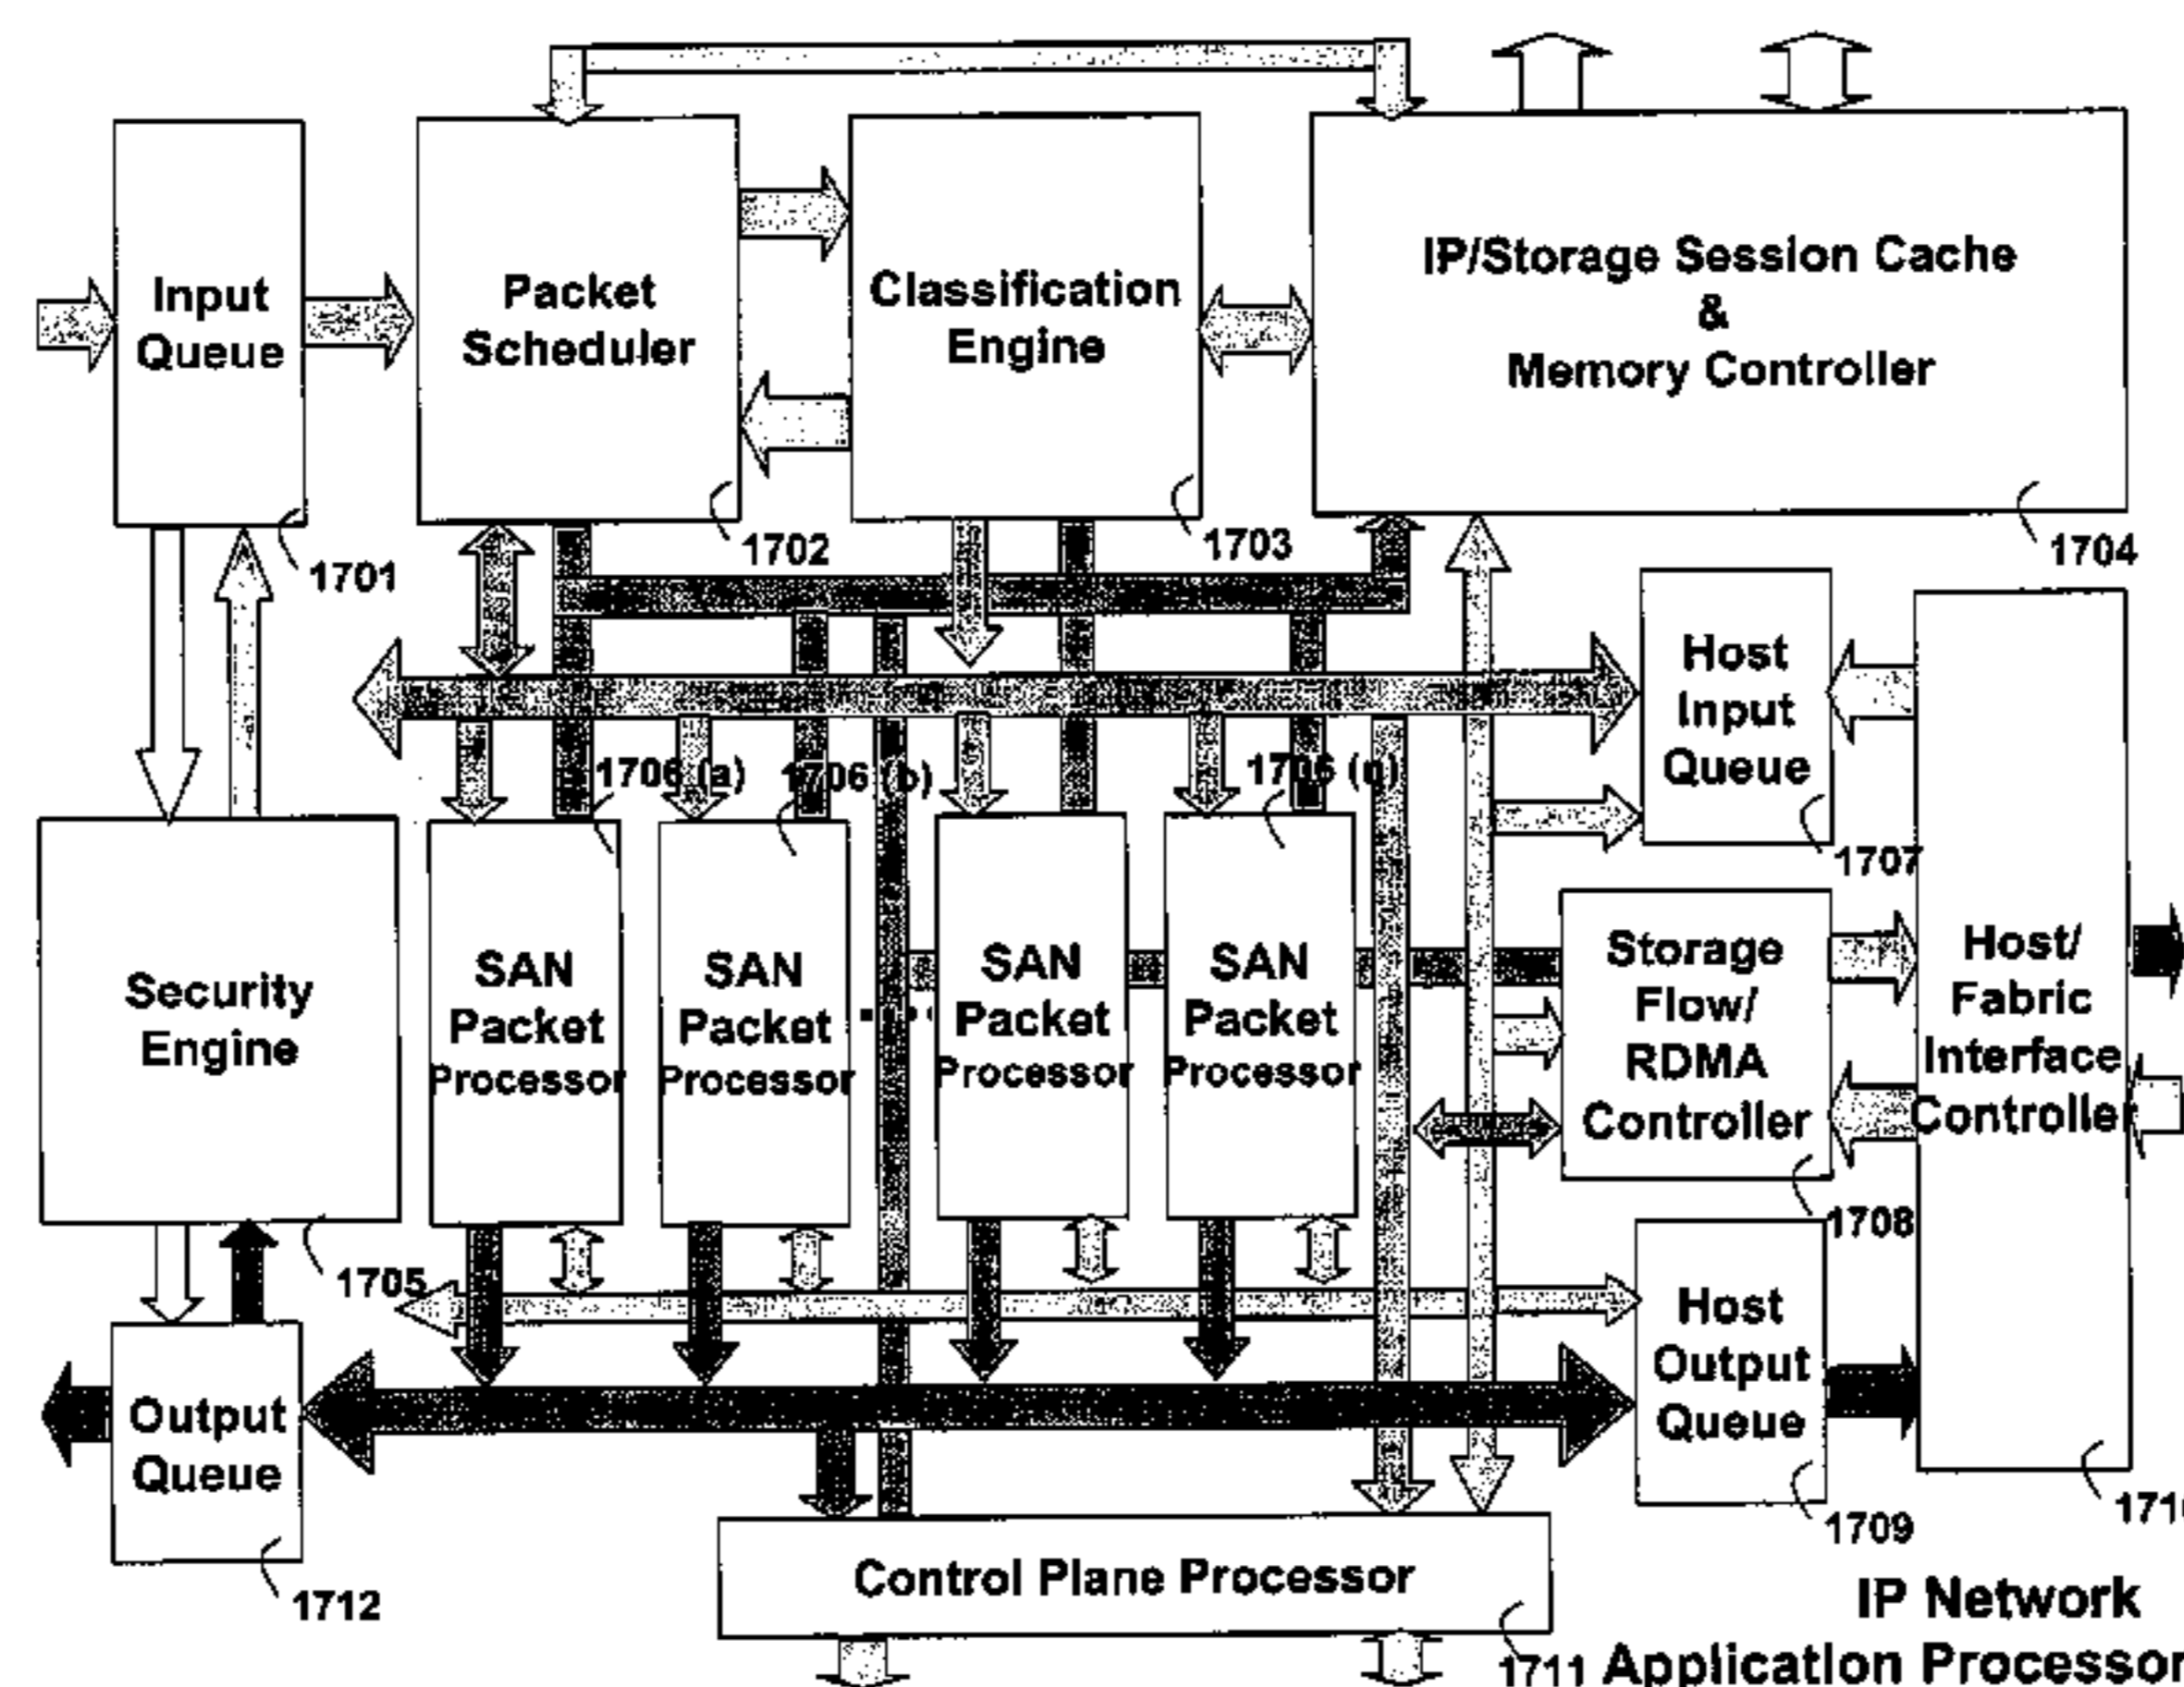 Input
Queue
1701
Packet
Scheduler
1702
Classification
Engine
1703
IP/Storage Session Cache
&
Memory Controller
1704
Security
Engine
1705
1706 (a)
1706 (b)
1706 (n)
SAN
Packet
Processor
SAN
Packet
Processor
SAN
Packet
Processor
SAN
Packet
Processor
Host
Input
Queue
1707
Storage
Flow/
RDMA
Controller
1708
Host/
Fabric
Interface
Controller
Host
Output
Queue
1709
Output
Queue
1712
Control Plane Processor
1711
IP Network
Application Processor